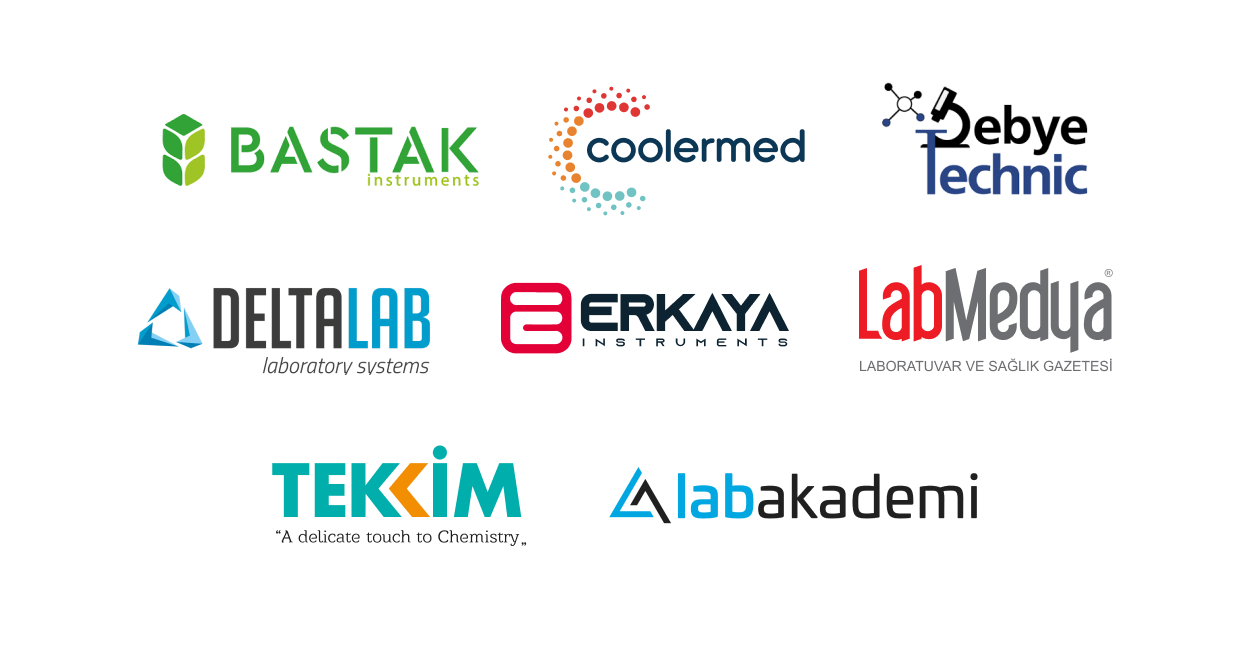 BASTAK
instruments
coolermed
Debye
Technic
DELTALAB
laboratory systems
ERKAYA
INSTRUMENTS
LabMedya®
LABORATUVAR VE SAĞLIK GAZETESİ
TEKKİM
“A delicate touch to Chemistry„
labakademi